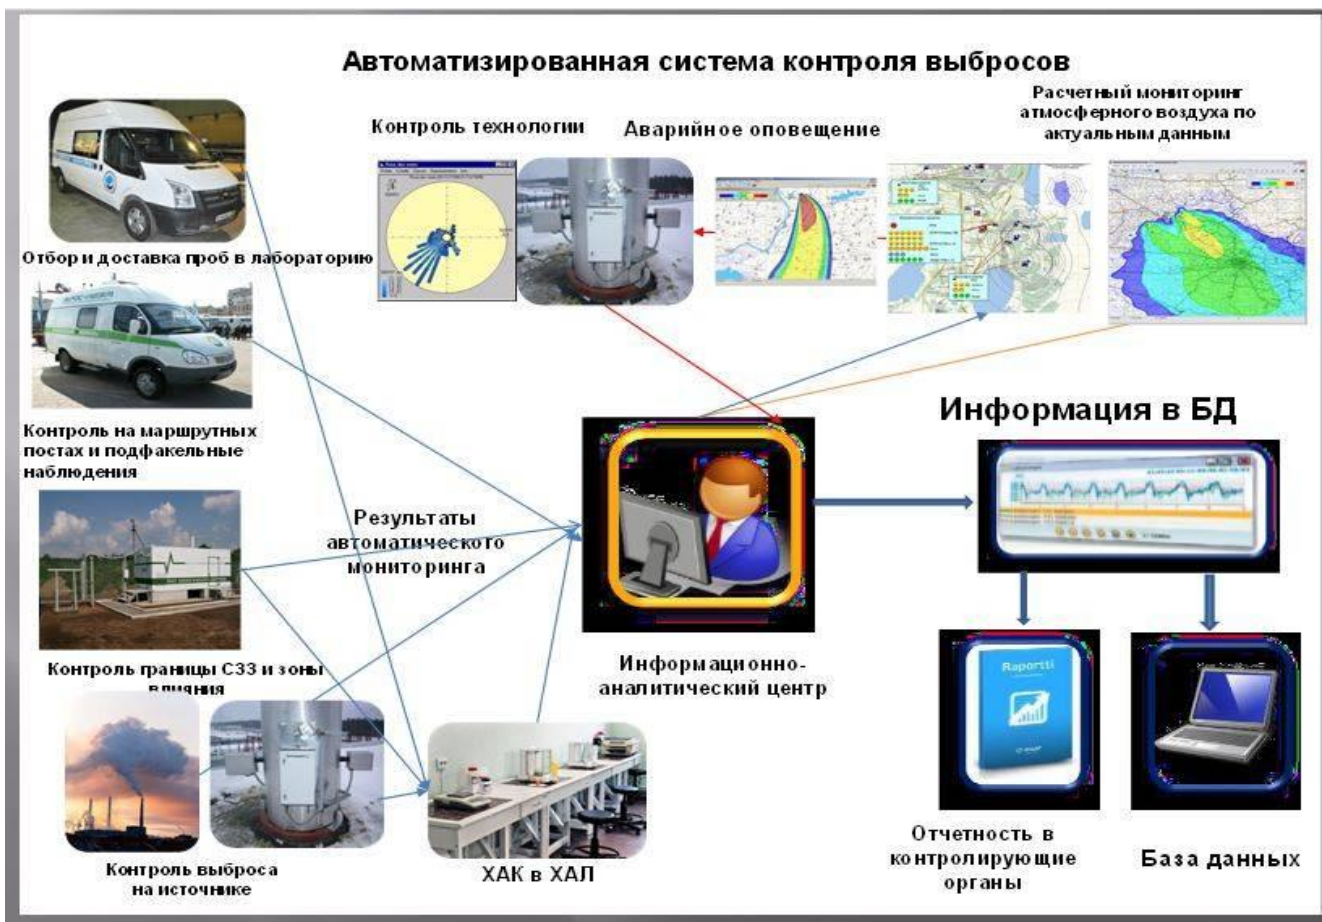 Автоматизированная система контроля выбросов
Контроль технологии
Аварийное оповещение
Расчетный мониторинг
атмосферного воздуха по
актуальным данным
Отбор и доставка проб в лабораторию
Контроль на маршрутных
постах и подфакельные
наблюдения
Информация в БД
Результаты
автоматического
мониторинга
Контроль границы СЗЗ и зоны
влияния
Информационно-
аналитический центр
Raportti
Контроль выброса
на источнике
ХАК в ХАЛ
Отчетность в
контролирующие
органы
База данных